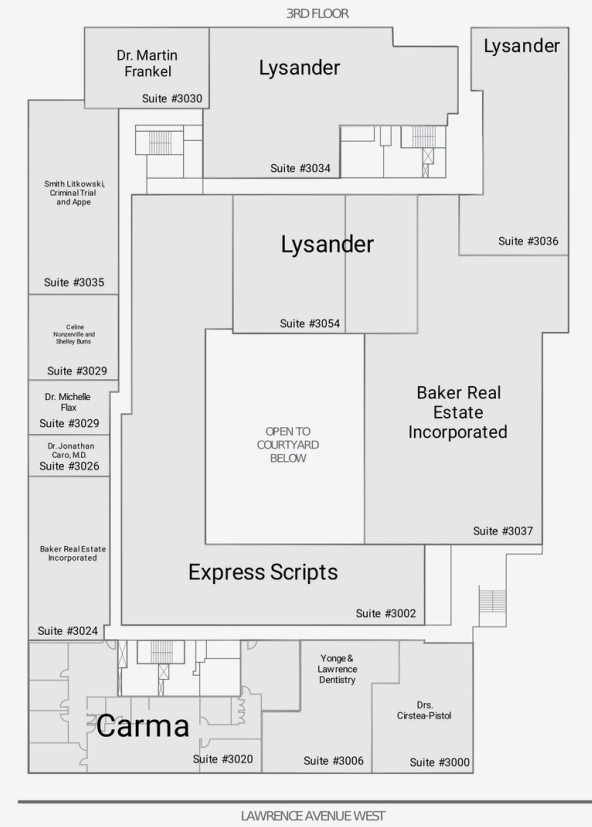 3RD FLOOR
Dr. Martin
Frankel
Suite #3030
Lysander
Suite #3034
Lysander
Suite #3036
Smith Litkowski,
Criminal Trial
and Appe
Suite #3035
Lysander
Suite #3054
Celine
Nonzerville and
Shelley Burns
Suite #3029
Dr. Michelle
Flax
Suite #3029
Dr. Jonathan
Caro, M.D.
Suite #3026
Baker Real
Estate
Incorporated
Suite #3037
OPEN TO
COURTYARD
BELOW
Baker Real Estate
Incorporated
Suite #3024
Express Scripts
Suite #3002
Carma
Suite #3020
Yonge &
Lawrence
Dentistry
Suite #3006
Drs.
Cirstea-Pistol
Suite #3000
LAWRENCE AVENUE WEST